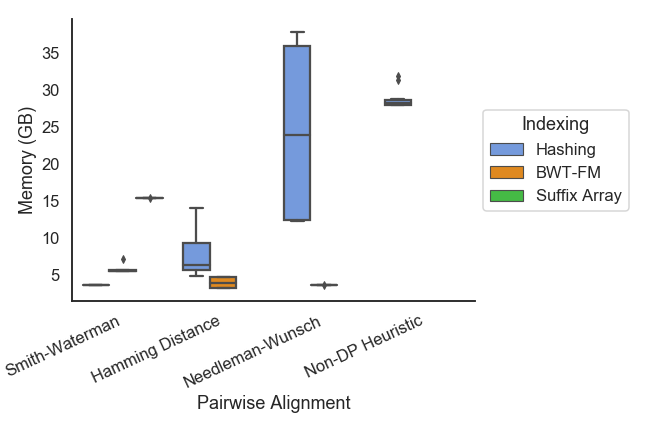 35
30
25
20
15
10
5
Memory (GB)
Smith-Waterman
Hamming Distance
Needleman-Wunsch
Non-DP Heuristic
Pairwise Alignment
Indexing
Hashing
BWT-FM
Suffix Array